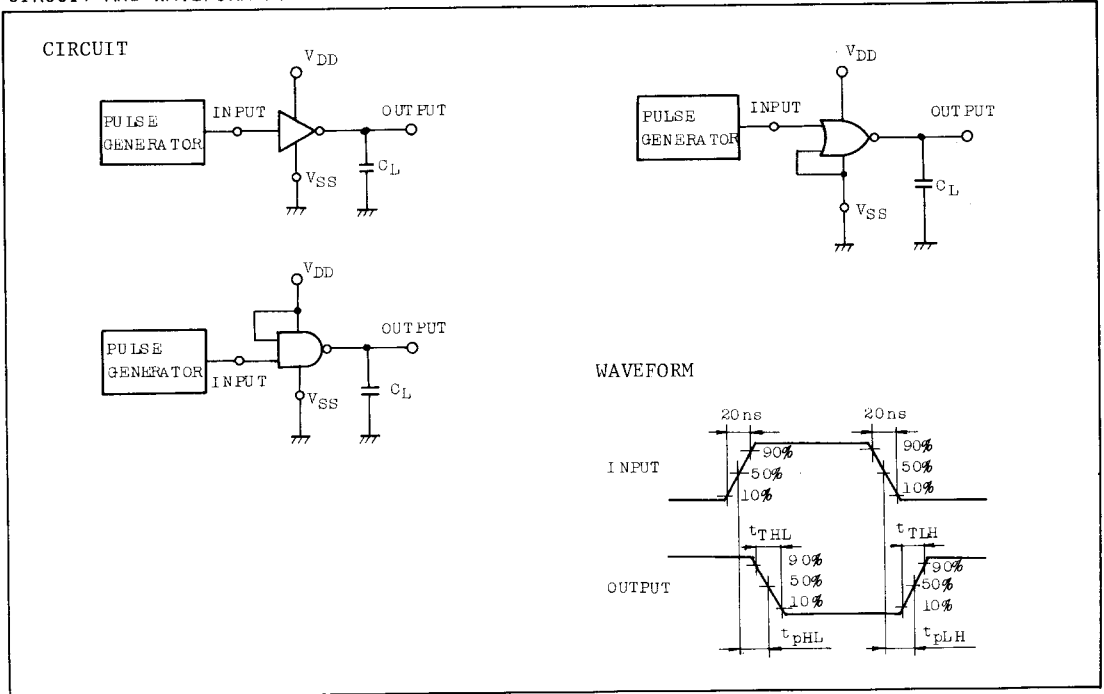 CIRCUIT
VDD
INPUT
OUTPUT
PULSE
GENERATOR
CL
VSS
VDD
INPUT
OUTPUT
PULSE
GENERATOR
CL
VSS
VDD
OUTPUT
PULSE
GENERATOR
INPUT
CL
VSS
WAVEFORM
20ns
20ns
INPUT
90%
50%
10%
90%
50%
10%
tTHL
tTLH
OUTPUT
90%
50%
10%
90%
50%
10%
tpHL
tpLH